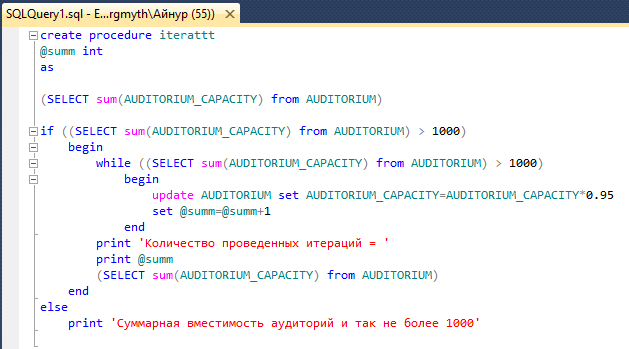 SQLQuery1.sql - E...rgmyth\Айнур (55))
create procedure iterattt
@summ int
as
(SELECT sum(AUDITORIUM_CAPACITY) from AUDITORIUM)
if ((SELECT sum(AUDITORIUM_CAPACITY) from AUDITORIUM) > 1000)
begin
while ((SELECT sum(AUDITORIUM_CAPACITY) from AUDITORIUM) > 1000)
begin
update AUDITORIUM set AUDITORIUM_CAPACITY=AUDITORIUM_CAPACITY*0.95
set @summ=@summ+1
end
print 'Количество проведенных итераций = '
print @summ
(SELECT sum(AUDITORIUM_CAPACITY) from AUDITORIUM)
end
else
print 'Суммарная вместимость аудиторий и так не более 1000'